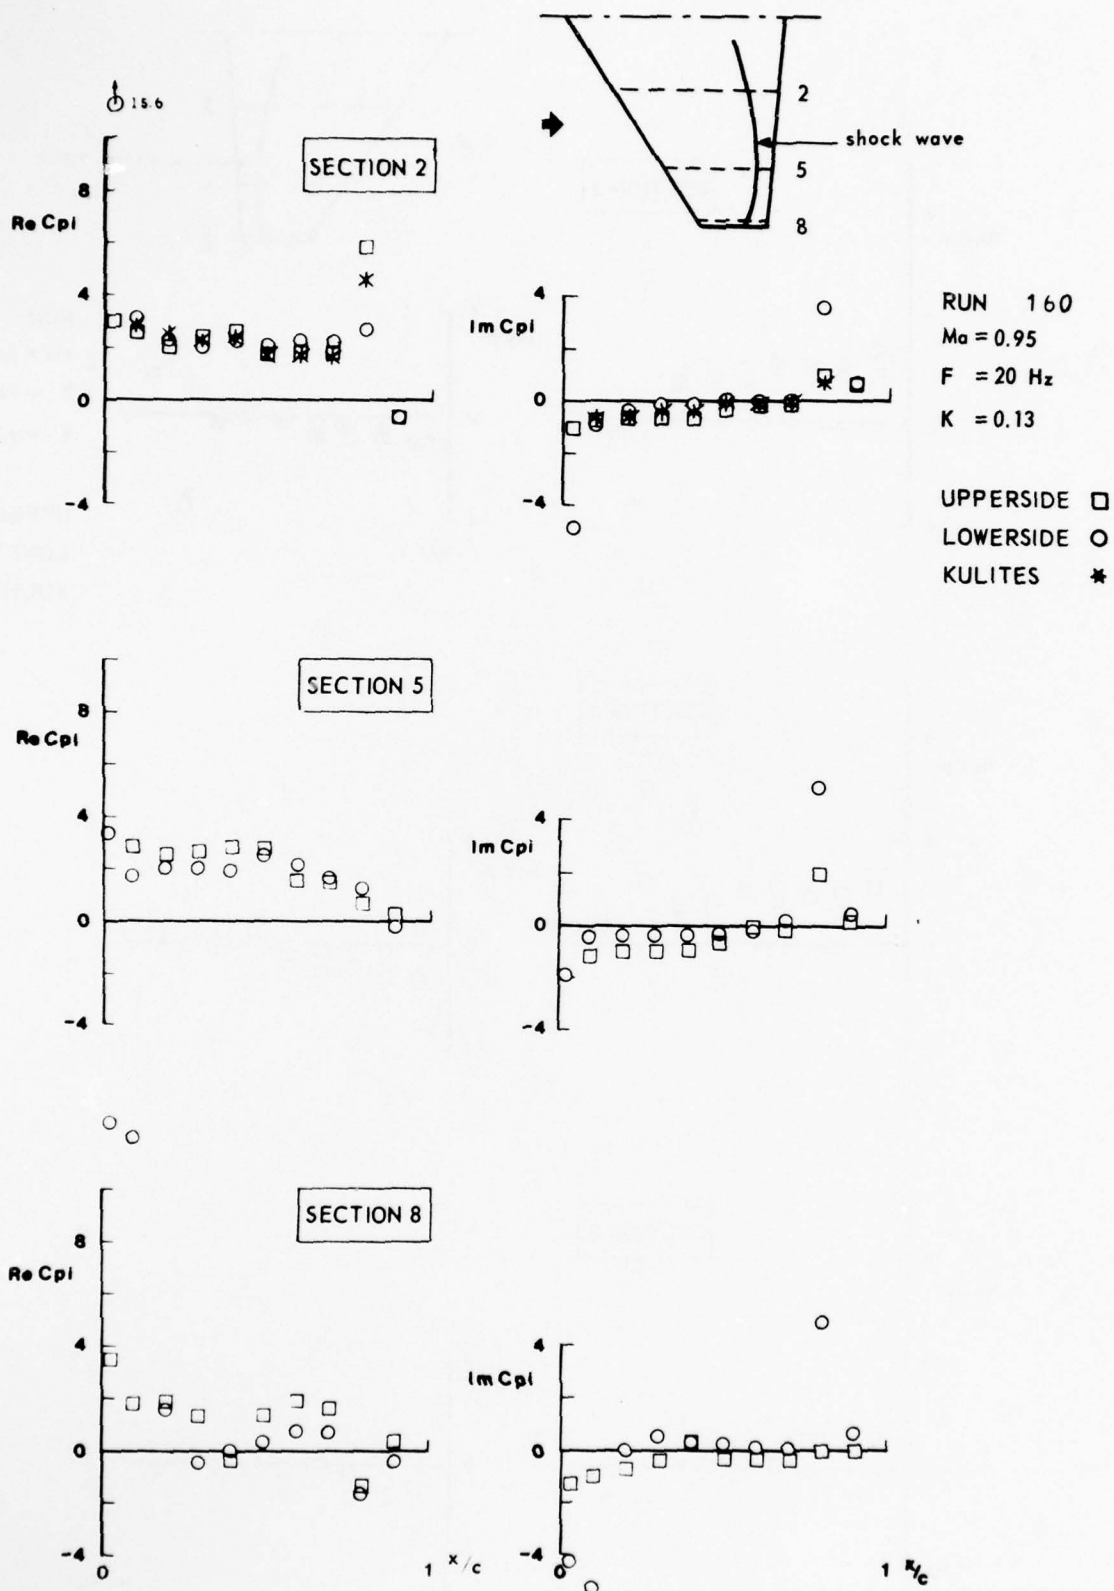 15.6
SECTION 2
8
Re Cpi
4
0
-4
2
shock wave
5
8
4
Im Cpi
0
-4
RUN 160
Ma = 0.95
F = 20 Hz
K = 0.13
UPPERSIDE
LOWERSIDE
KULITES
SECTION 5
8
Re Cpi
4
0
-4
4
Im Cpi
0
-4
SECTION 8
8
Re Cpi
4
0
-4
0 1 x/c
4
Im Cpi
0
-4
0 1 x/c